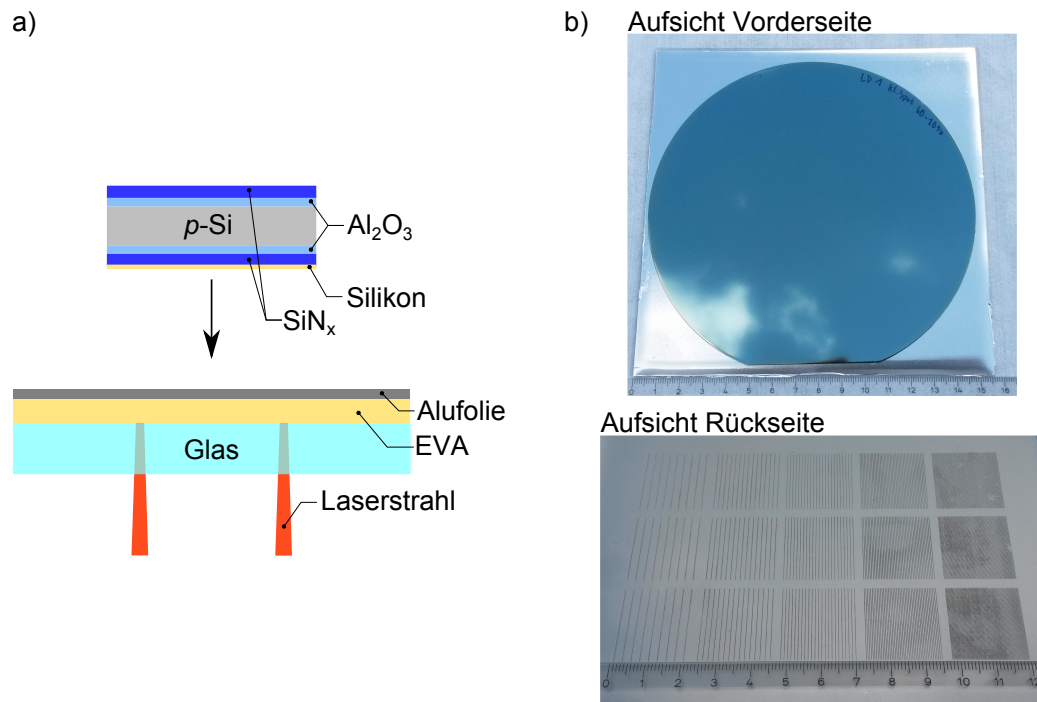 a)
p-Si
Al₂O₃
Silikon
SiNₓ
Alufolie
EVA
Glas
Laserstrahl
b)
Aufsicht Vorderseite
LD-1
0 1 2 3 4 5 6 7 8 9 10 11 12 13 14 15 16
Aufsicht Rückseite
0 1 2 3 4 5 6 7 8 9 10 11 12